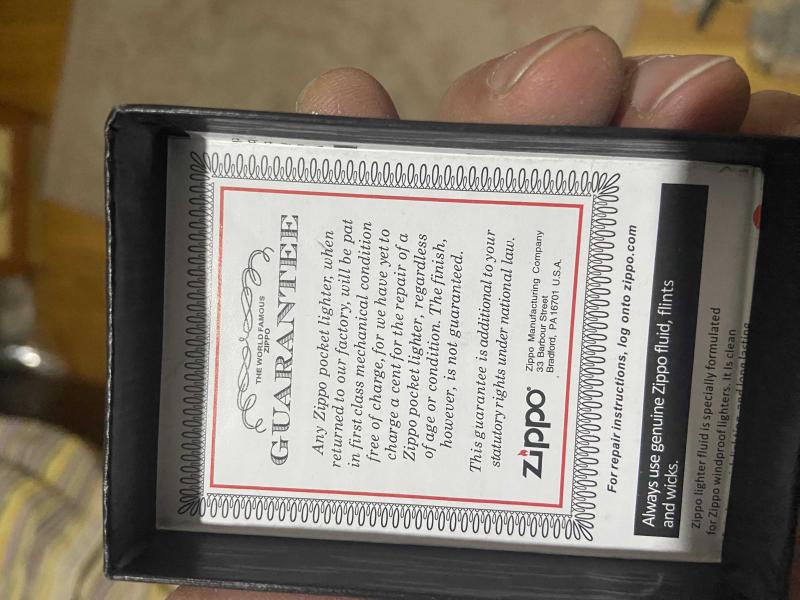 THE WORLD FAMOUS
ZIPPO
GUARANTEE
Any Zippo pocket lighter, when
returned to our factory, will be pat
in first class mechanical condition
free of charge,for we have yet to
charge a cent for the repair of a
Zippo pocket lighter, regardless
of age or condition. The finish,
however, is not guaranteed.
This guarantee is additional to your
statutory rights under national law.
zippo
Zippo Manufacturing Company
33 Barbour Street
Bradford, PA 16701 U.S.A.
For repair instructions, log onto zippo.com
Always use genuine Zippo fluid, flints
and wicks.
Zippo lighter fluid is specially formulated
for Zippo windproof lighters. It is clean
and long lasting